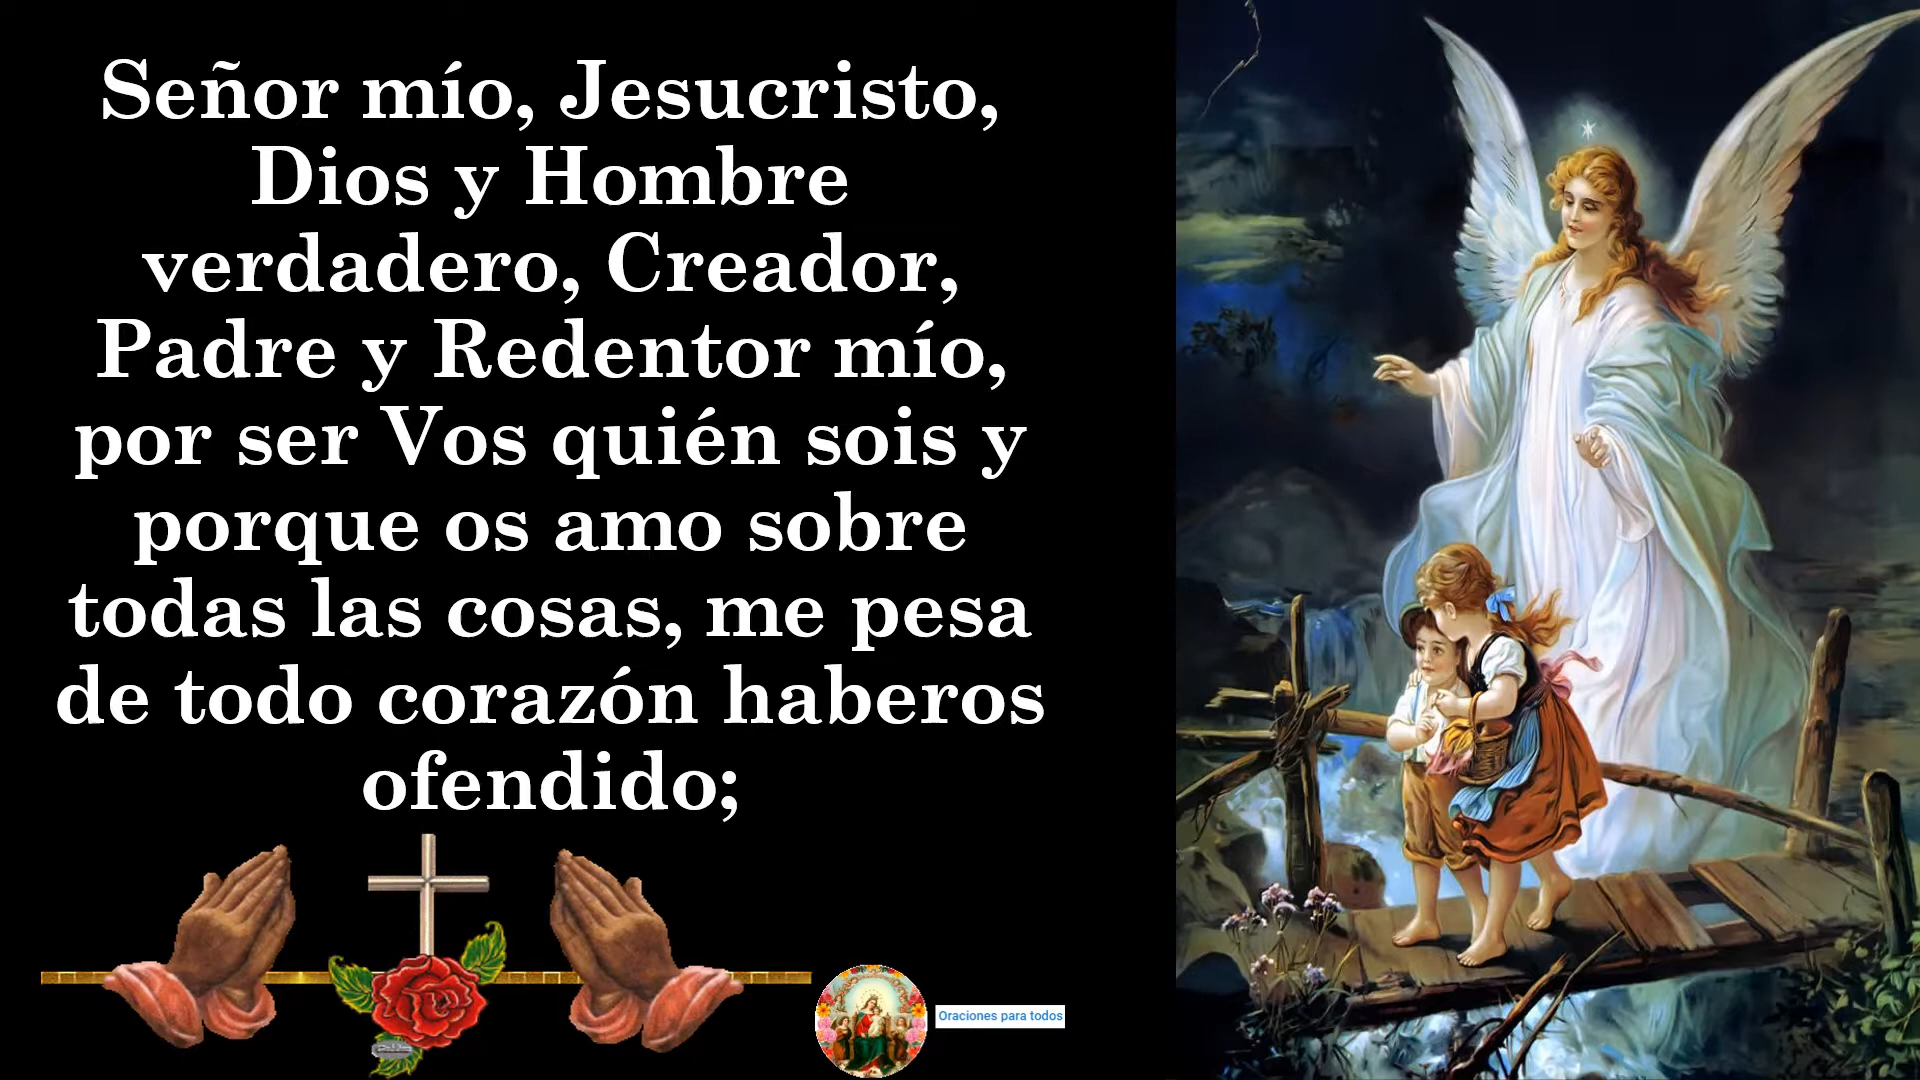 Señor mío, Jesucristo,
Dios y Hombre
verdadero, Creador,
Padre y Redentor mío,
por ser Vos quién sois y
porque os amo sobre
todas las cosas, me pesa
de todo corazón haberos
ofendido;
Oraciones para todos